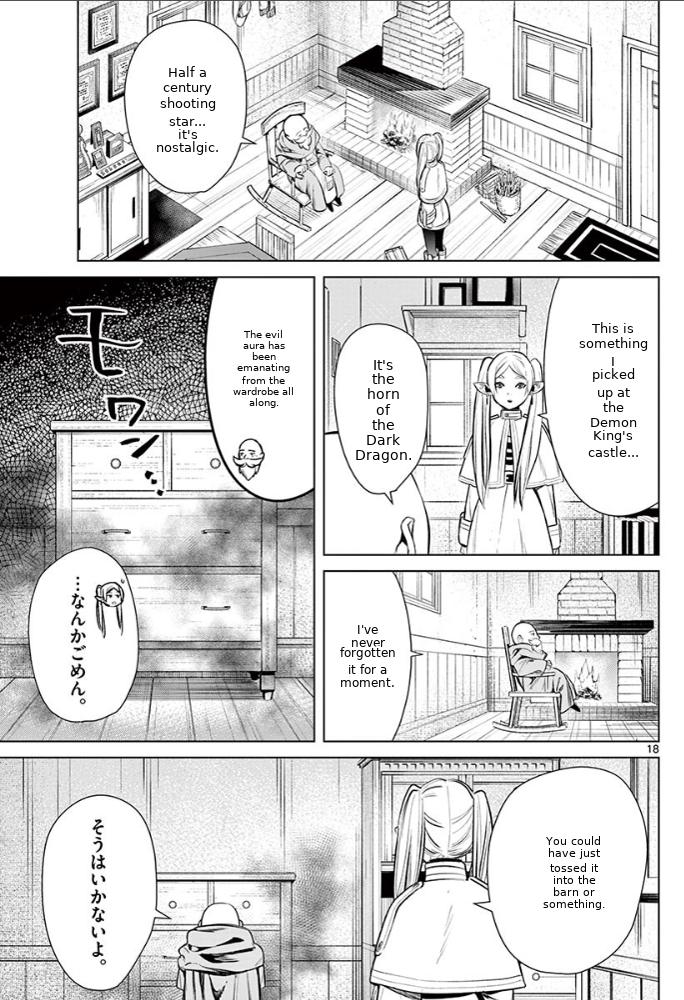 Half a
century
shooting
star...
it's
nostalgic.
This is
something
I
picked
up at
the
Demon
King's
castle...
It's
the
horn
of
the
Dark
Dragon.
The evil
aura has
been
emanating
from the
wardrobe all
along.
モワン…
…なんかごめん。
I've
never
forgotten
it for a
moment.
18
You could
have just
tossed it
into the
barn or
something.
そうはいかないよ。